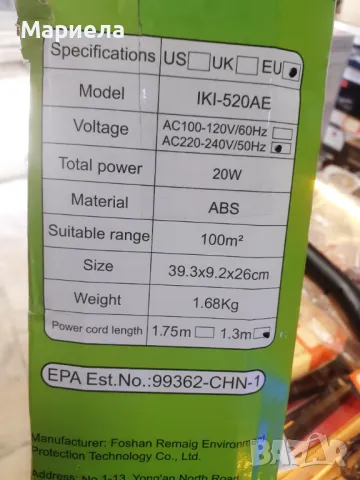 Мариела
Specifications US UK EU
Model IKI-520AE
Voltage AC100-120V/60Hz
AC220-240V/50Hz
Total power 20W
Material ABS
Suitable range 100m²
Size 39.3x9.2x26cm
Weight 1.68Kg
Power cord length 1.75m 1.3m
EPA Est.No.:99362-CHN-1
Manufacturer: Foshan Remaig Environment
Protection Technology Co., Ltd.
Address: No.1-13, Yong'an North Road
BAZAR